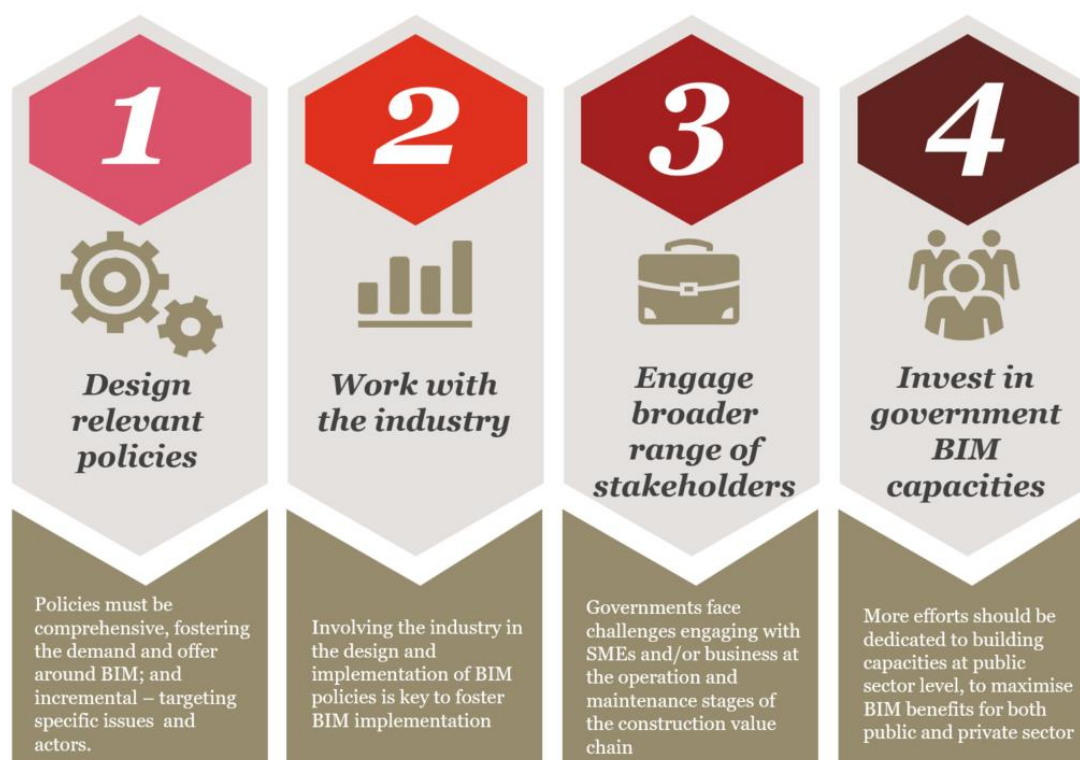 1
Design
relevant
policies
Policies must be
comprehensive, fostering
the demand and offer
around BIM; and
incremental – targeting
specific issues and
actors.
2
Work with
the industry
Involving the industry in
the design and
implementation of BIM
policies is key to foster
BIM implementation
3
Engage
broader
range of
stakeholders
Governments face
challenges engaging with
SMEs and/or business at
the operation and
maintenance stages of
the construction value
chain
4
Invest in
government
BIM
capacities
More efforts should be
dedicated to building
capacities at public
sector level, to maximise
BIM benefits for both
public and private sector